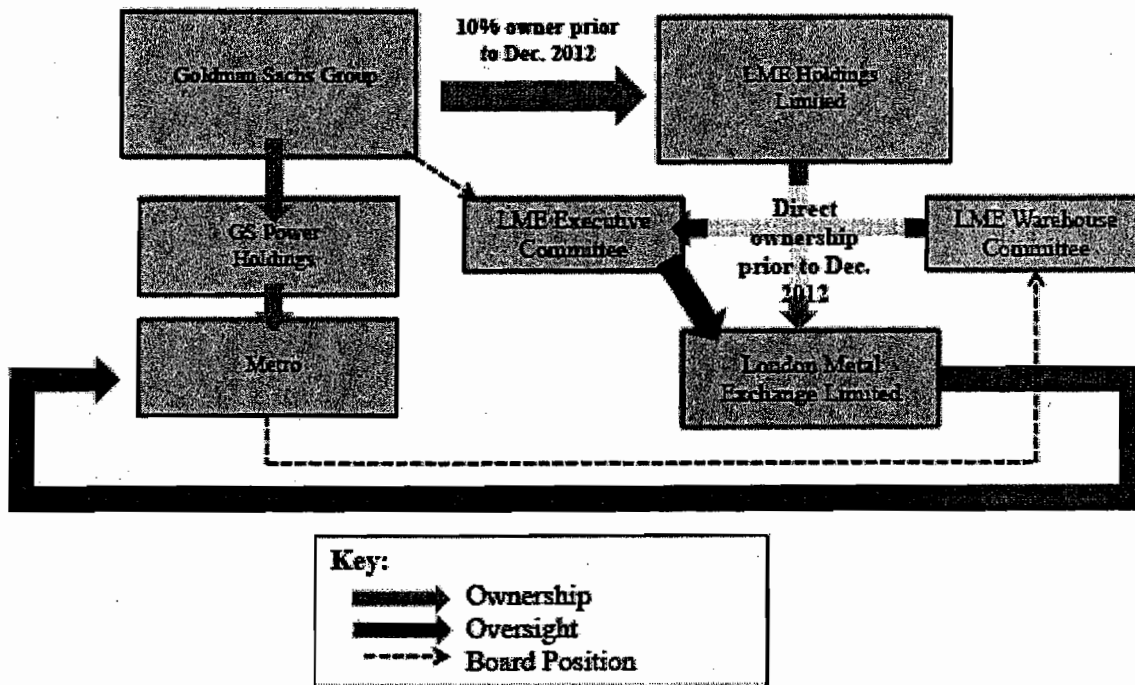 10% owner prior
to Dec. 2012
Goldman Sachs Group
LME Holdings
Limited
GS Power
Holdings
LME Executive
Committee
Direct
ownership
prior to Dec.
2012
LME Warehouse
Committee
Metro
London Metal
Exchange Limited
Key:
Ownership
Oversight
Board Position